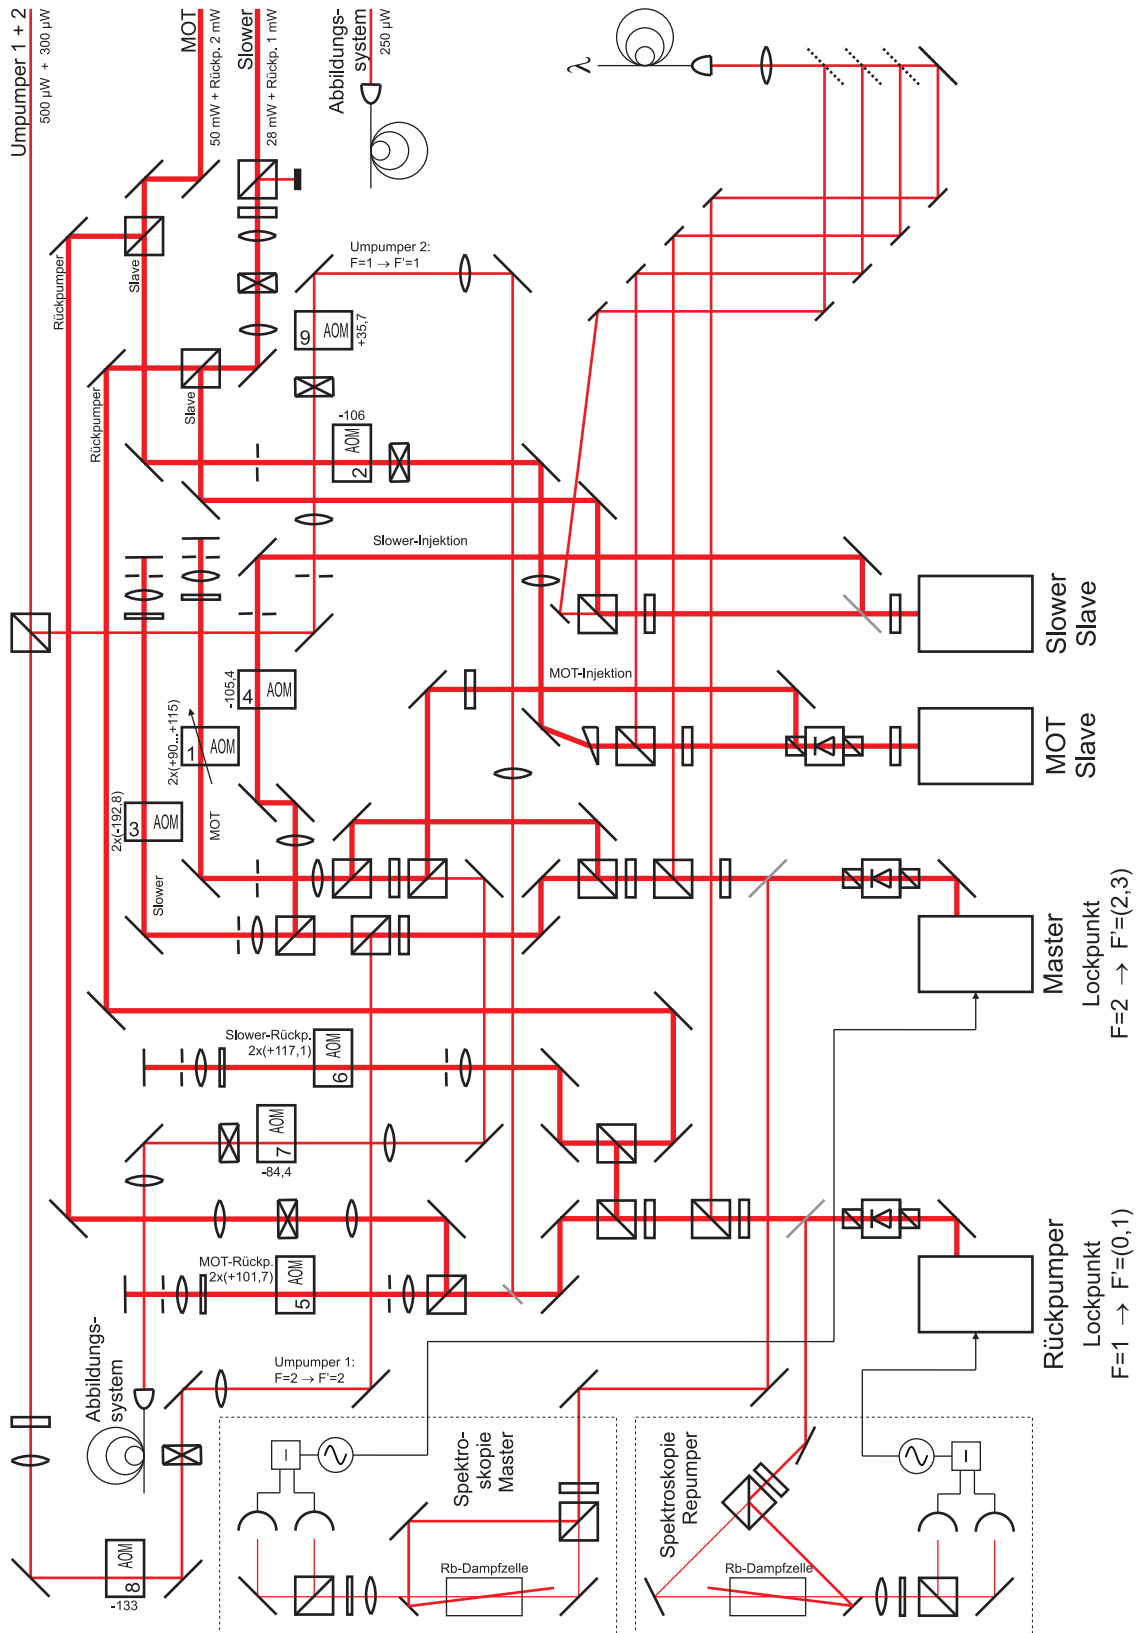 Umpumper 1 + 2
500 µW + 300 µW
MOT
50 mW + Rückp. 2 mW
Slower
28 mW + Rückp. 1 mW
Abbildungs-
system
250 µW
λ
Rückpumper
Slave
Rückpumper
Slave
Umpumper 2:
F=1 → F'=1
9
AOM
+35,7
-106
AOM
2
Slower-Injektion
Slower
Slave
MOT-Injektion
MOT
Slave
-105,4
4
AOM
2x(+90...+115)
1
AOM
MOT
2x(-192,8)
3
AOM
Slower
Master
Lockpunkt
F=2 → F'=(2,3)
Slower-Rückp.
2x(+117,1)
AOM
6
AOM
7
-84,4
MOT-Rückp.
2x(+101,7)
AOM
5
Rückpumper
Lockpunkt
F=1 → F'=(0,1)
Abbildungs-
system
Umpumper 1:
F=2 → F'=2
AOM
8
-133
Spektro-
skopie
Master
Rb-Dampfzelle
Spektroskopie
Repumper
Rb-Dampfzelle